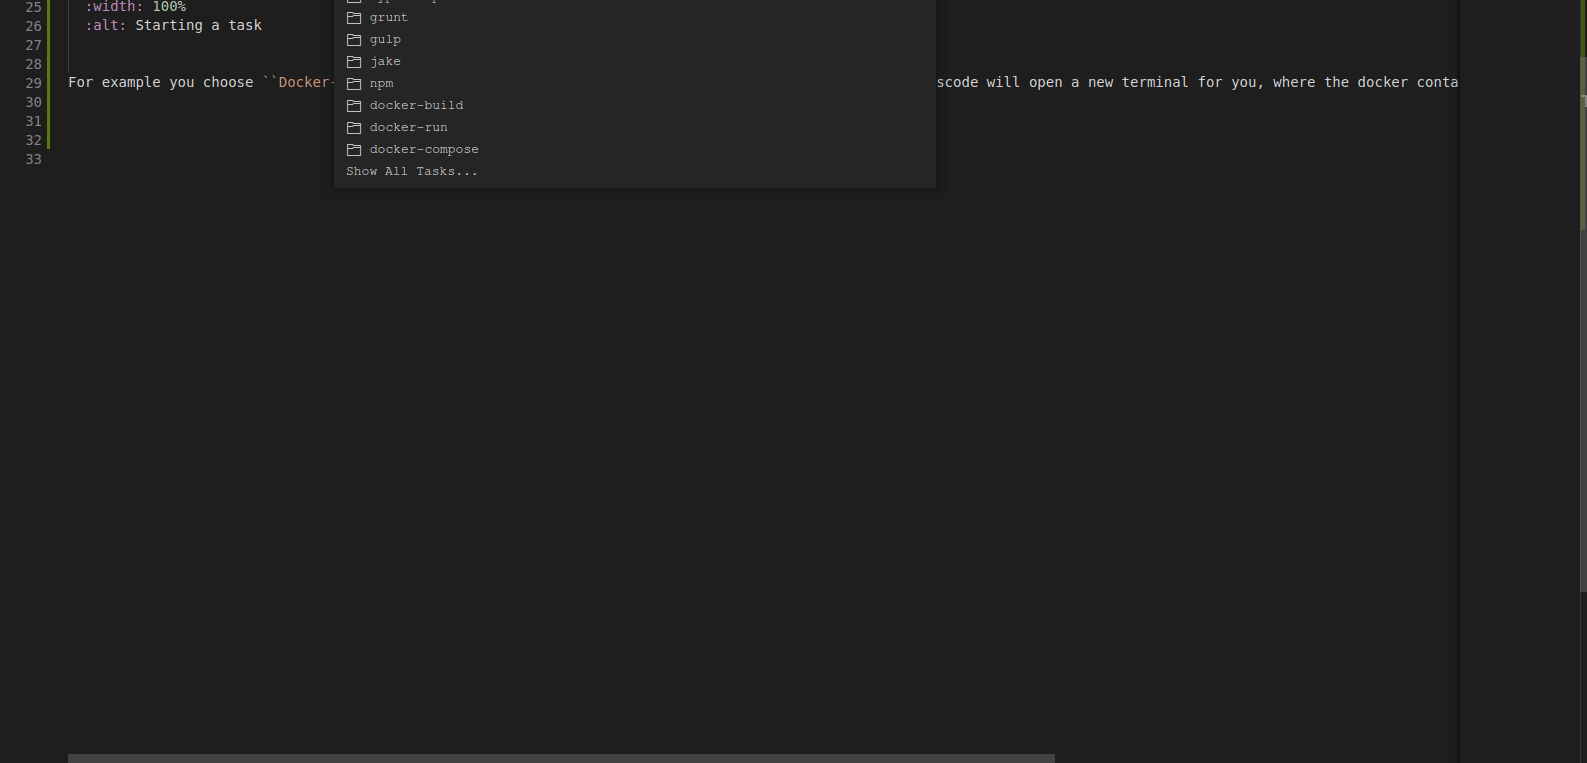 25 :width: 100%
26 :alt: Starting a task
27
28
29 For example you choose ``Docker- scode will open a new terminal for you, where the docker conta
30
31
32
33
grunt
gulp
jake
npm
docker-build
docker-run
docker-compose
Show All Tasks...